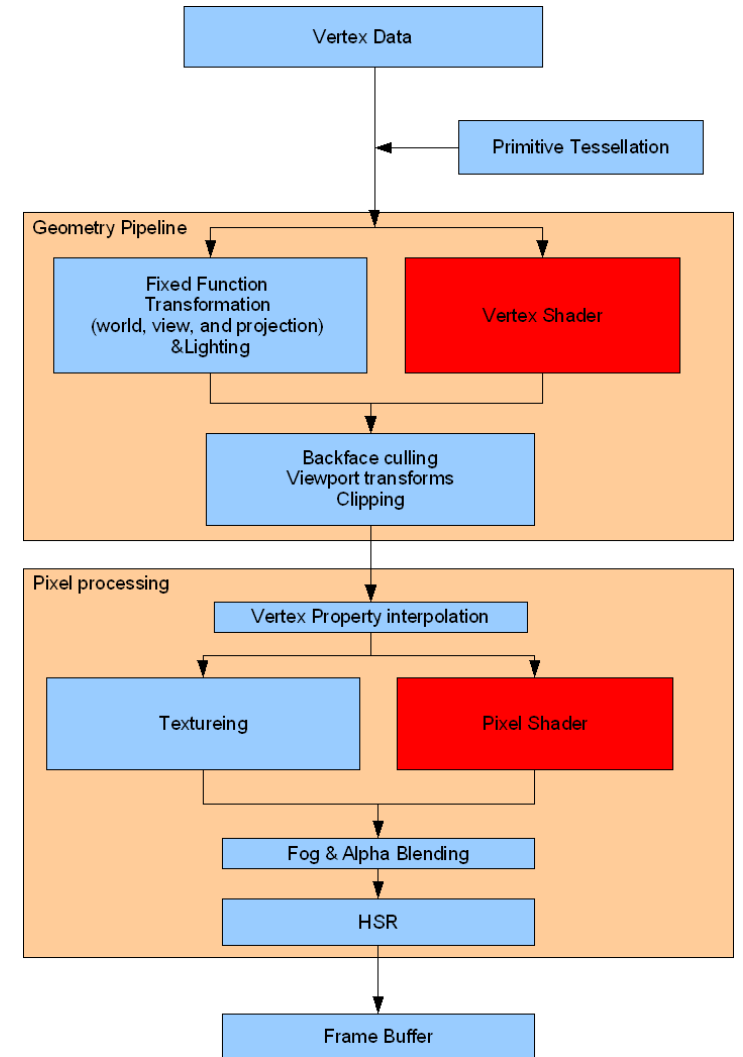 Vertex Data
Primitive Tessellation
Geometry Pipeline
Fixed Function
Transformation
(world, view, and projection)
&Lighting
Vertex Shader
Backface culling
Viewport transforms
Clipping
Pixel processing
Vertex Property interpolation
Textureing
Pixel Shader
Fog & Alpha Blending
HSR
Frame Buffer